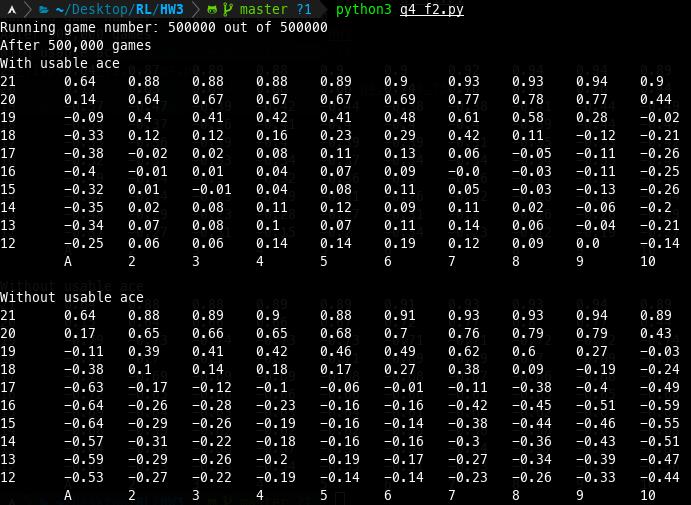 ~/Desktop/RL/HW3 master ?1 python3 q4_f2.py
Running game number: 500000 out of 500000
After 500,000 games
With usable ace
21 0.64 0.88 0.88 0.88 0.89 0.9 0.93 0.93 0.94 0.9
20 0.14 0.64 0.67 0.67 0.67 0.69 0.77 0.78 0.77 0.44
19 −0.09 0.4 0.41 0.42 0.41 0.48 0.61 0.58 0.28 −0.02
18 −0.33 0.12 0.12 0.16 0.23 0.29 0.42 0.11 −0.12 −0.21
17 −0.38 −0.02 0.02 0.08 0.11 0.13 0.06 −0.05 −0.11 −0.26
16 −0.4 −0.01 0.01 0.04 0.07 0.09 −0.0 −0.03 −0.11 −0.25
15 −0.32 0.01 −0.01 0.04 0.08 0.11 0.05 −0.03 −0.13 −0.26
14 −0.35 0.02 0.08 0.11 0.12 0.09 0.11 0.02 −0.06 −0.2
13 −0.34 0.07 0.08 0.1 0.07 0.11 0.14 0.06 −0.04 −0.21
12 −0.25 0.06 0.06 0.14 0.14 0.19 0.12 0.09 0.0 −0.14
A 2 3 4 5 6 7 8 9 10
Without usable ace
21 0.64 0.88 0.89 0.9 0.88 0.91 0.93 0.93 0.94 0.89
20 0.17 0.65 0.66 0.65 0.68 0.7 0.76 0.79 0.79 0.43
19 −0.11 0.39 0.41 0.42 0.46 0.49 0.62 0.6 0.27 −0.03
18 −0.38 0.1 0.14 0.18 0.17 0.27 0.38 0.09 −0.19 −0.24
17 −0.63 −0.17 −0.12 −0.1 −0.06 −0.01 −0.11 −0.38 −0.4 −0.49
16 −0.64 −0.26 −0.28 −0.23 −0.16 −0.14 −0.42 −0.45 −0.51 −0.59
15 −0.64 −0.29 −0.26 −0.19 −0.16 −0.14 −0.38 −0.44 −0.46 −0.55
14 −0.57 −0.31 −0.22 −0.18 −0.16 −0.16 −0.3 −0.36 −0.43 −0.51
13 −0.59 −0.29 −0.26 −0.2 −0.19 −0.17 −0.27 −0.34 −0.39 −0.47
12 −0.53 −0.27 −0.22 −0.19 −0.14 −0.14 −0.23 −0.26 −0.33 −0.44
A 2 3 4 5 6 7 8 9 10